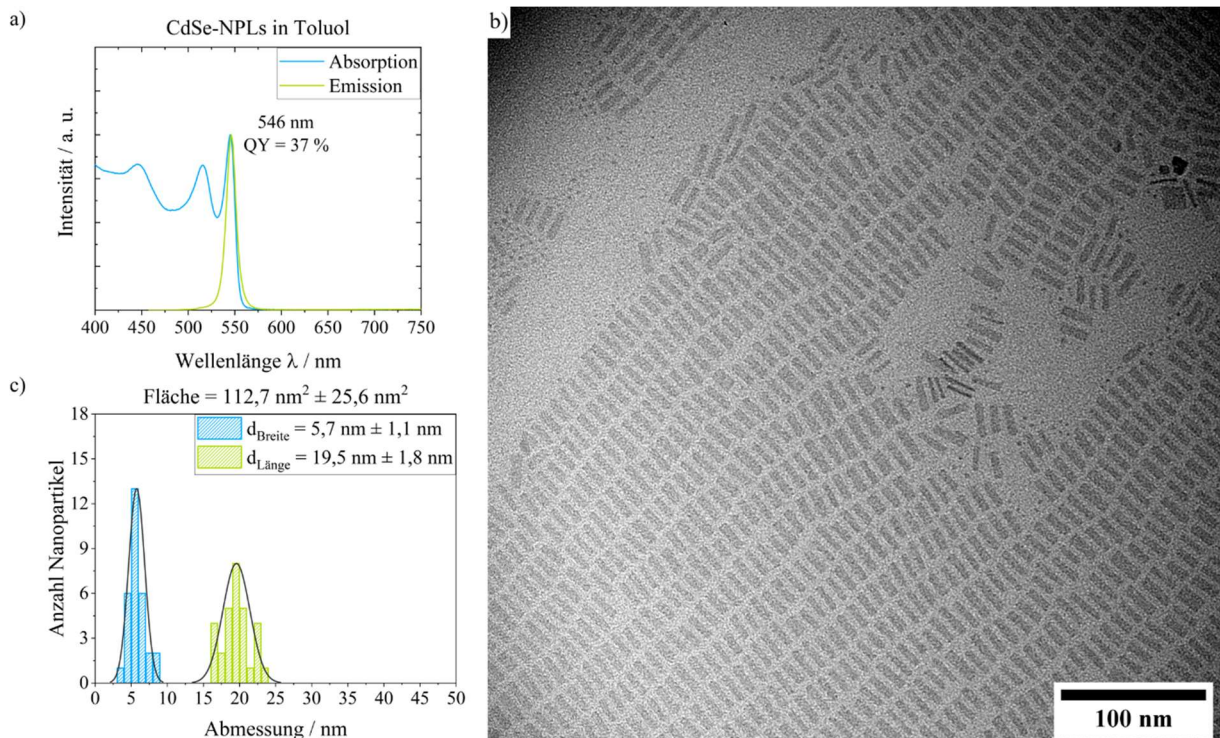 a)
CdSe-NPLs in Toluol
Absorption
Emission
546 nm
QY = 37 %
Intensität / a. u.
400 450 500 550 600 650 700 750
Wellenlänge λ / nm
b)
100 nm
c)
Fläche = 112,7 nm² ± 25,6 nm²
d_Breite = 5,7 nm ± 1,1 nm
d_Länge = 19,5 nm ± 1,8 nm
Anzahl Nanopartikel
18
15
12
9
6
3
0
0 5 10 15 20 25 30 35 40 45 50
Abmessung / nm